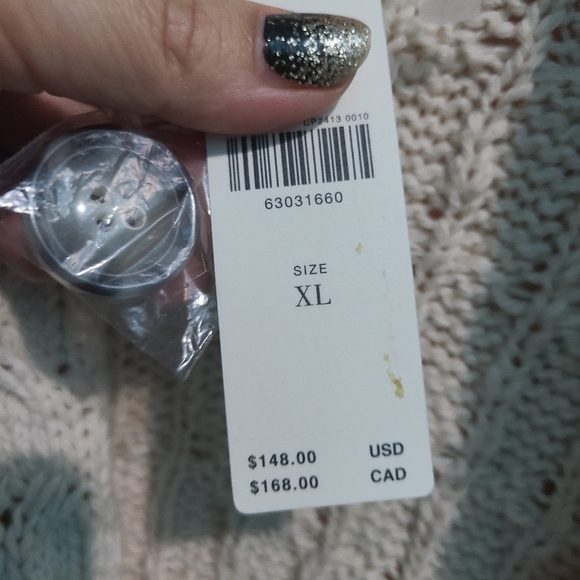 CP2413 0010
63031660
SIZE
XL
$148.00 USD
$168.00 CAD